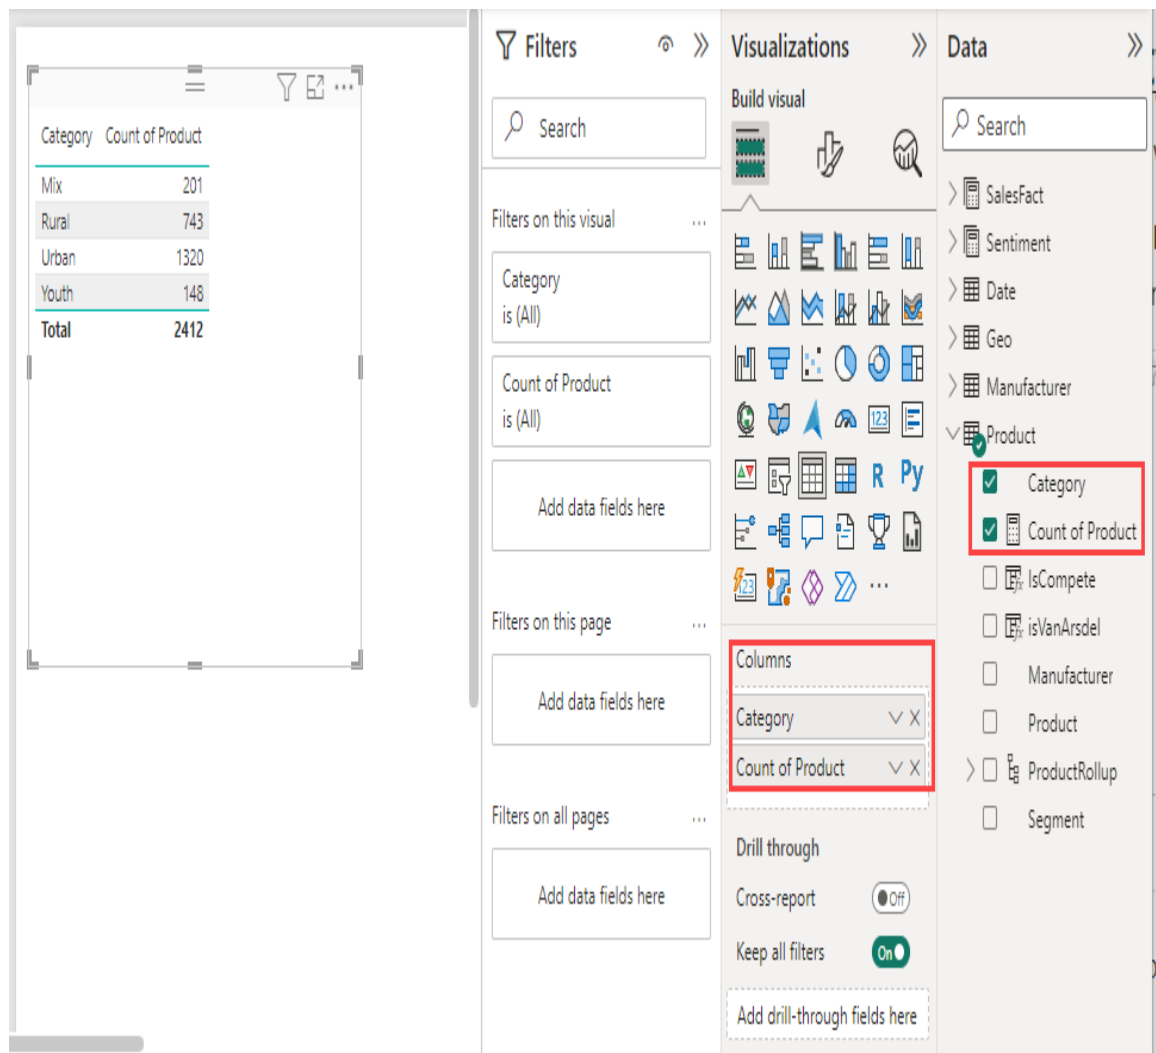 Category Count of Product
Mix 201
Rural 743
Urban 1320
Youth 148
Total 2412
Filters
Search
Filters on this visual
Category
is (All)
Count of Product
is (All)
Add data fields here
Filters on this page
Add data fields here
Filters on all pages
Add data fields here
Visualizations
Build visual
123
R Py
123
Columns
Category
Count of Product
Drill through
Cross-report Off
Keep all filters On
Add drill-through fields here
Data
Search
SalesFact
Sentiment
Date
Geo
Manufacturer
Product
Category
Count of Product
IsCompete
isVanArsdel
Manufacturer
Product
ProductRollup
Segment